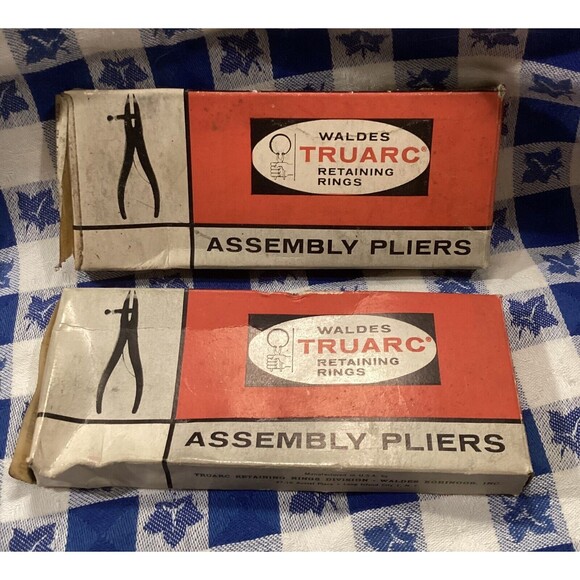 WALDES
TRUARC®
RETAINING
RINGS
ASSEMBLY PLIERS
WALDES
TRUARC®
RETAINING
RINGS
ASSEMBLY PLIERS
TRUARC RETAINING RINGS DIVISION - WALDES KOHINOOR, INC